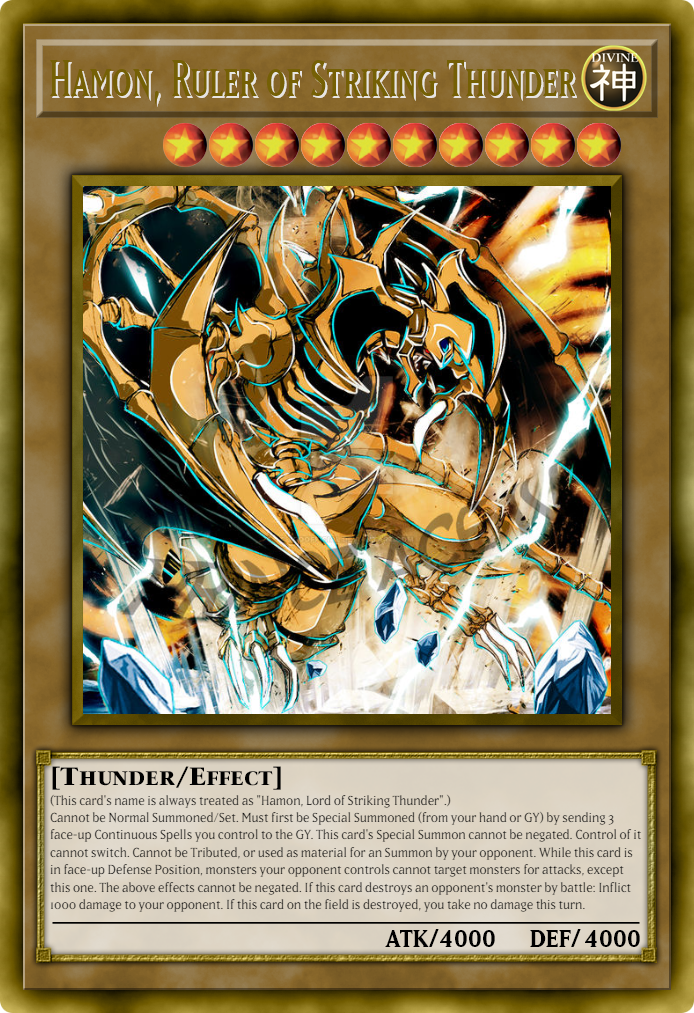 Hamon, Ruler of Striking Thunder
DIVINE
神
[Thunder/Effect]
(This card's name is always treated as "Hamon, Lord of Striking Thunder".)
Cannot be Normal Summoned/Set. Must first be Special Summoned (from your hand or GY) by sending 3
face-up Continuous Spells you control to the GY. This card's Special Summon cannot be negated. Control of it
cannot switch. Cannot be Tributed, or used as material for an Summon by your opponent. While this card is
in face-up Defense Position, monsters your opponent controls cannot target monsters for attacks, except
this one. The above effects cannot be negated. If this card destroys an opponent's monster by battle: Inflict
1000 damage to your opponent. If this card on the field is destroyed, you take no damage this turn.
ATK/4000 DEF/ 4000